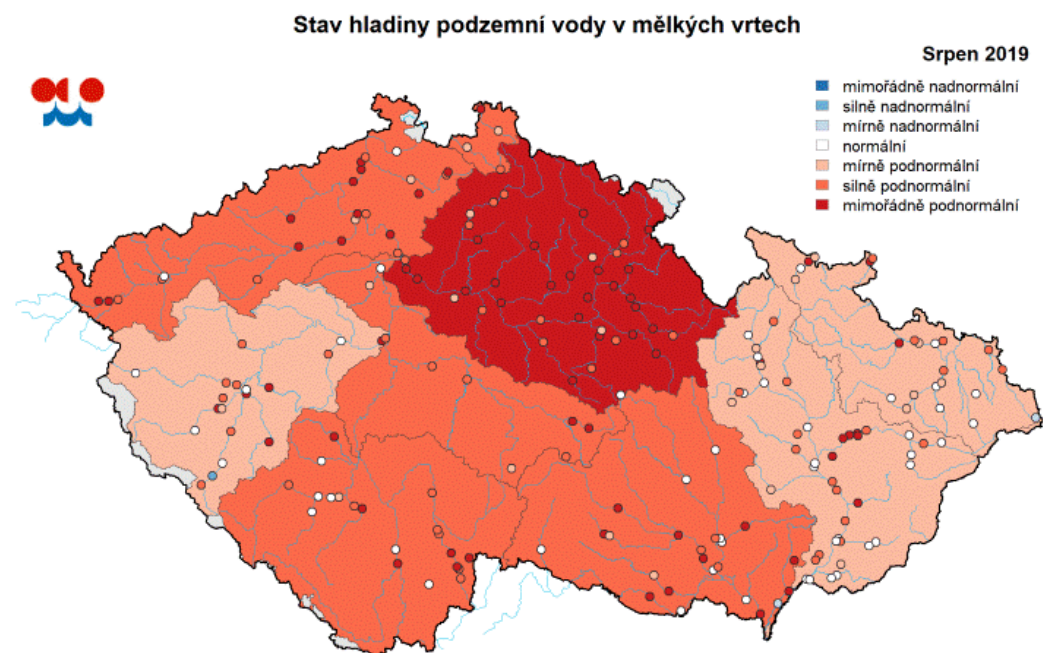 Stav hladiny podzemní vody v mělkých vrtech
Srpen 2019
mimořádně nadnormální
silně nadnormální
mírně nadnormální
normální
mírně podnormální
silně podnormální
mimořádně podnormální